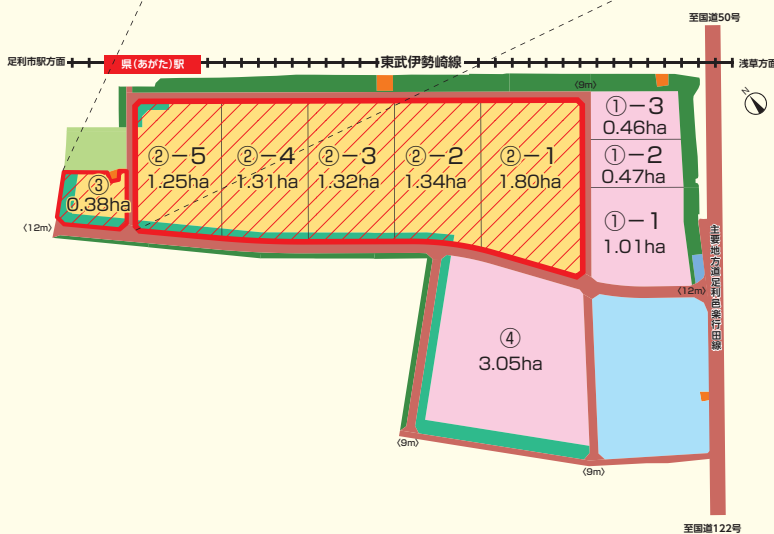 至国道50号
足利市駅方面
県(あがた)駅
東武伊勢崎線
浅草方面
〈9m〉
N
①-3
0.46ha
①-2
0.47ha
①-1
1.01ha
②-5
1.25ha
②-4
1.31ha
②-3
1.32ha
②-2
1.34ha
②-1
1.80ha
③
0.38ha
〈12m〉
主要地方道足利邑楽行田線
〈12m〉
④
3.05ha
〈9m〉
〈9m〉
至国道122号